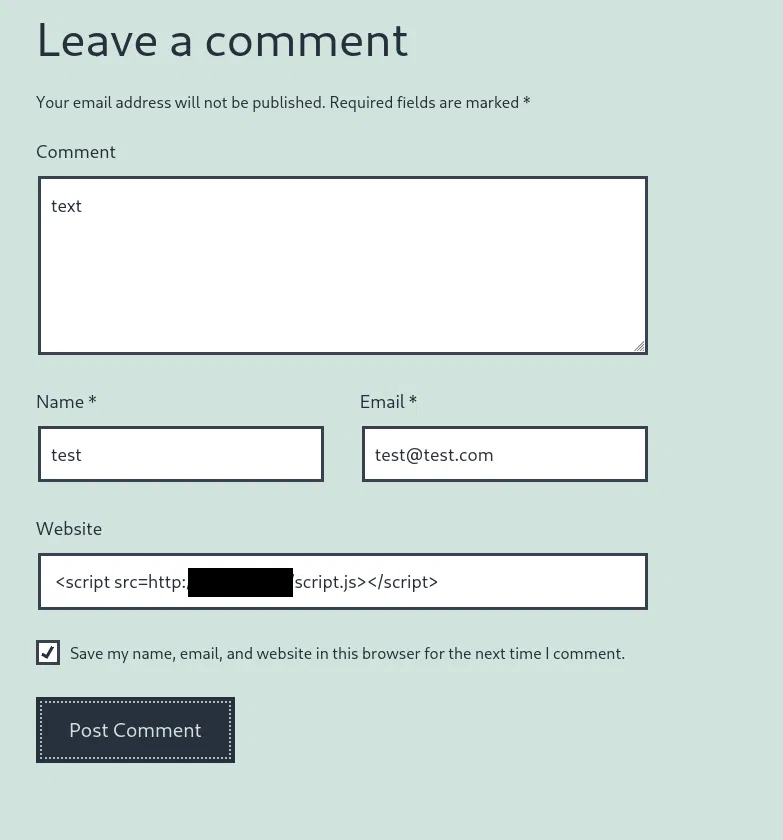 Leave a comment
Your email address will not be published. Required fields are marked *
Comment
text
Name *
Email *
test
test@test.com
Website
<script src=http:/ script.js></script>
Save my name, email, and website in this browser for the next time I comment.
Post Comment